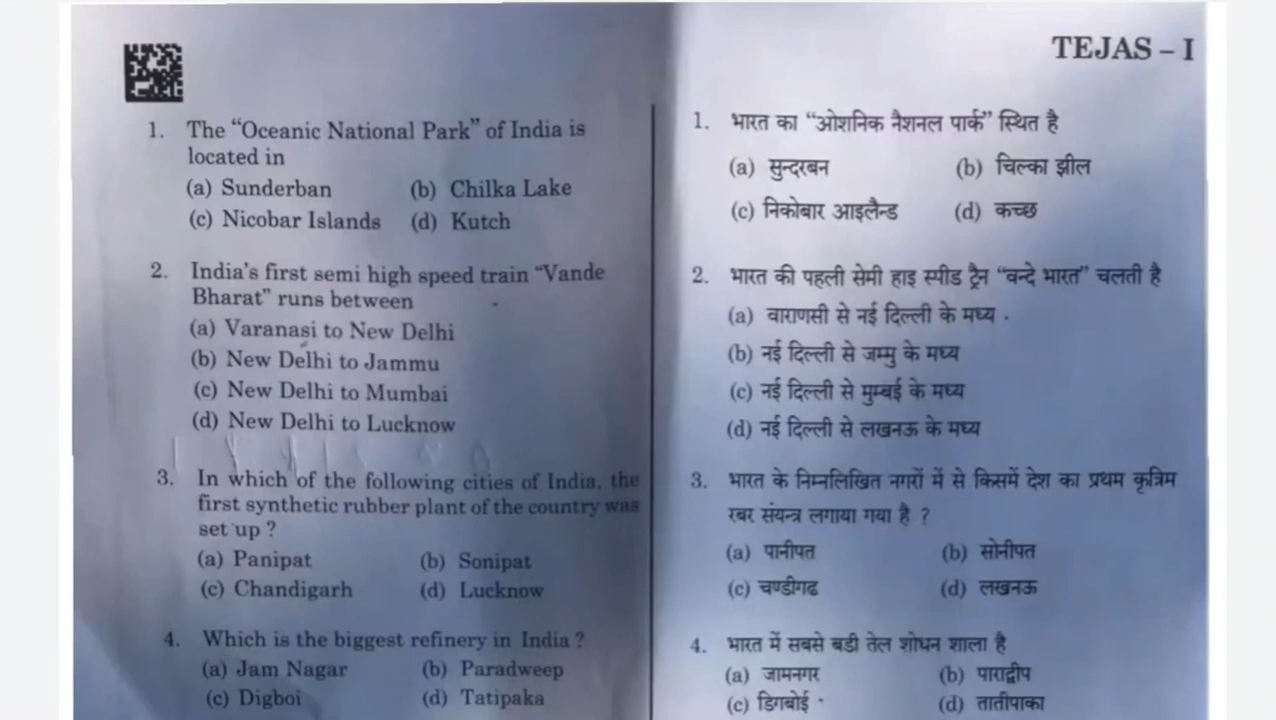 TEJAS – I
1. The “Oceanic National Park” of India is
located in
(a) Sunderban (b) Chilka Lake
(c) Nicobar Islands (d) Kutch
2. India’s first semi high speed train “Vande
Bharat” runs between
(a) Varanasi to New Delhi
(b) New Delhi to Jammu
(c) New Delhi to Mumbai
(d) New Delhi to Lucknow
3. In which of the following cities of India, the
first synthetic rubber plant of the country was
set up ?
(a) Panipat (b) Sonipat
(c) Chandigarh (d) Lucknow
4. Which is the biggest refinery in India ?
(a) Jam Nagar (b) Paradweep
(c) Digboi (d) Tatipaka
1. भारत का “ओशनिक नैशनल पार्क” स्थित है
(a) सुन्दरबन (b) चिल्का झील
(c) निकोबार आइलैन्ड (d) कच्छ
2. भारत की पहली सेमी हाइ स्पीड ट्रैन “वन्दे भारत” चलती है
(a) वाराणसी से नई दिल्ली के मध्य
(b) नई दिल्ली से जम्मु के मध्य
(c) नई दिल्ली से मुम्बई के मध्य
(d) नई दिल्ली से लखनऊ के मध्य
3. भारत के निम्नलिखित नगरों में से किसमें देश का प्रथम कृत्रिम
रबर संयन्त्र लगाया गया है ?
(a) पानीपत (b) सोनीपत
(c) चण्डीगढ (d) लखनऊ
4. भारत में सबसे बडी तेल शोधन शाला है
(a) जामनगर (b) पाराद्वीप
(c) डिगबोई (d) तातीपाका